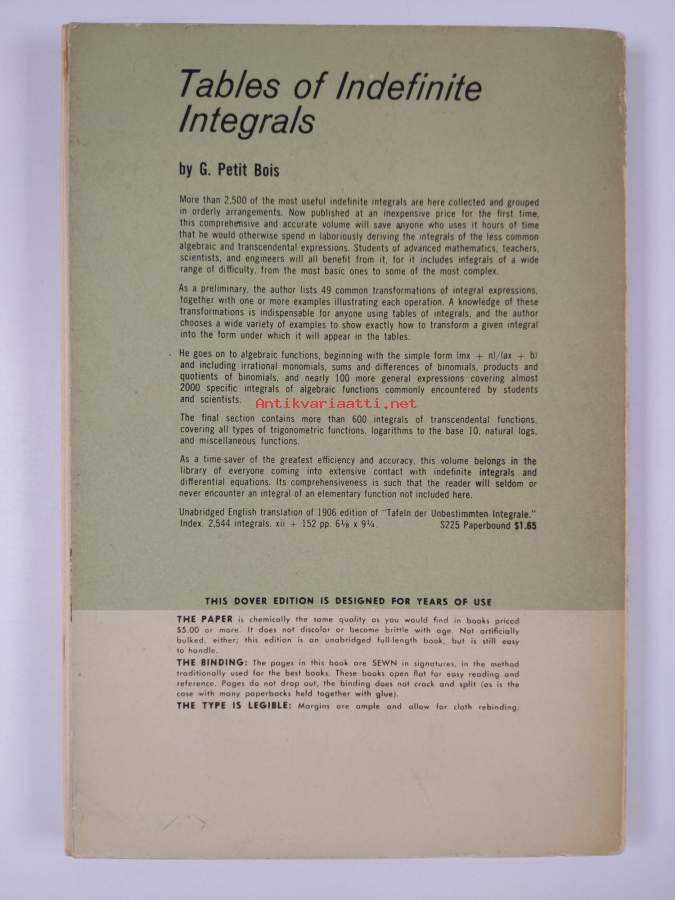 Tables of Indefinite
Integrals
by G. Petit Bois
More than 2,500 of the most useful indefinite integrals are here collected and grouped
in orderly arrangements. Now published at an inexpensive price for the first time,
this comprehensive and accurate volume will save anyone who uses it hours of time
that he would otherwise spend in laboriously deriving the integrals of the less common
algebraic and transcendental expressions. Students of advanced mathematics, teachers,
scientists, and engineers will all benefit from it, for it includes integrals of a wide
range of difficulty, from the most basic ones to some of the most complex.
As a preliminary, the author lists 49 common transformations of integral expressions,
together with one or more examples illustrating each operation. A knowledge of these
transformations is indispensable for anyone using tables of integrals, and the author
chooses a wide variety of examples to show exactly how to transform a given integral
into the form under which it will appear in the tables.
He goes on to algebraic functions, beginning with the simple form (mx + n)/(ax + b)
and including irrational monomials, sums and differences of binomials, products and
quotients of binomials, and nearly 100 more general expressions covering almost
2000 specific integrals of algebraic functions commonly encountered by students
and scientists.
Antikvariaatti.net
The final section contains more than 600 integrals of transcendental functions,
covering all types of trigonometric functions, logarithms to the base 10, natural logs,
and miscellaneous functions.
As a time-saver of the greatest efficiency and accuracy, this volume belongs in the
library of everyone coming into extensive contact with indefinite integrals and
differential equations. Its comprehensiveness is such that the reader will seldom or
never encounter an integral of an elementary function not included here.
Unabridged English translation of 1906 edition of "Tafeln der Unbestimmten Integrale."
Index. 2,544 integrals. xii + 152 pp. 6⅛ x 9¼. S225 Paperbound $1.65
THIS DOVER EDITION IS DESIGNED FOR YEARS OF USE
THE PAPER is chemically the same quality as you would find in books priced
$5.00 or more. It does not discolor or become brittle with age. Not artificially
bulked, either; this edition is an unabridged full-length book, but is still easy
to handle.
THE BINDING: The pages in this book are SEWN in signatures, in the method
traditionally used for the best books. These books open flat for easy reading and
reference. Pages do not drop out, the binding does not crack and split (as is the
case with many paperbacks held together with glue).
THE TYPE IS LEGIBLE: Margins are ample and allow for cloth rebinding.